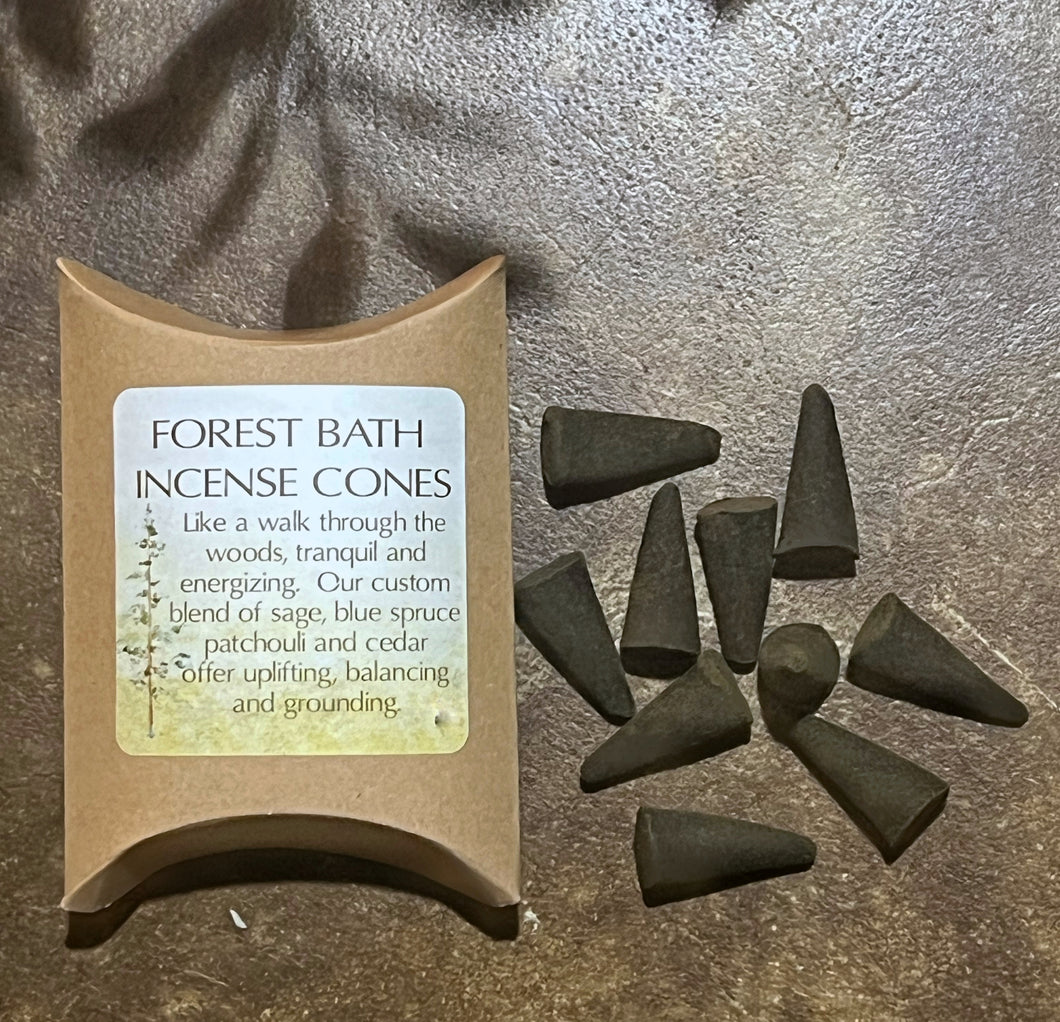 FOREST BATH
INCENSE CONES
Like a walk through the
woods, tranquil and
energizing. Our custom
blend of sage, blue spruce
patchouli and cedar
offer uplifting, balancing
and grounding.